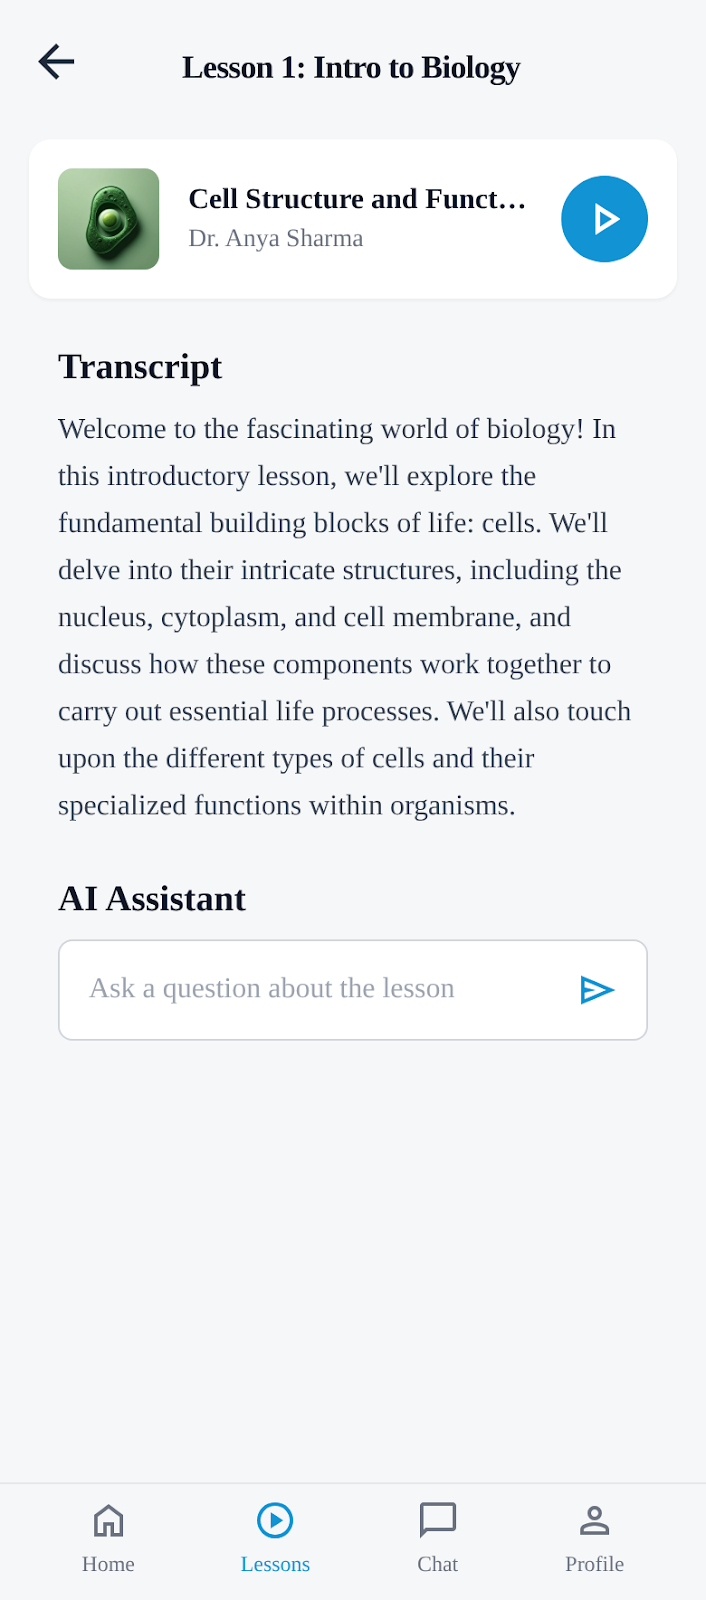 Lesson 1: Intro to Biology
Cell Structure and Funct...
Dr. Anya Sharma
Transcript
Welcome to the fascinating world of biology! In
this introductory lesson, we'll explore the
fundamental building blocks of life: cells. We'll
delve into their intricate structures, including the
nucleus, cytoplasm, and cell membrane, and
discuss how these components work together to
carry out essential life processes. We'll also touch
upon the different types of cells and their
specialized functions within organisms.
AI Assistant
Ask a question about the lesson
Home
Lessons
Chat
Profile